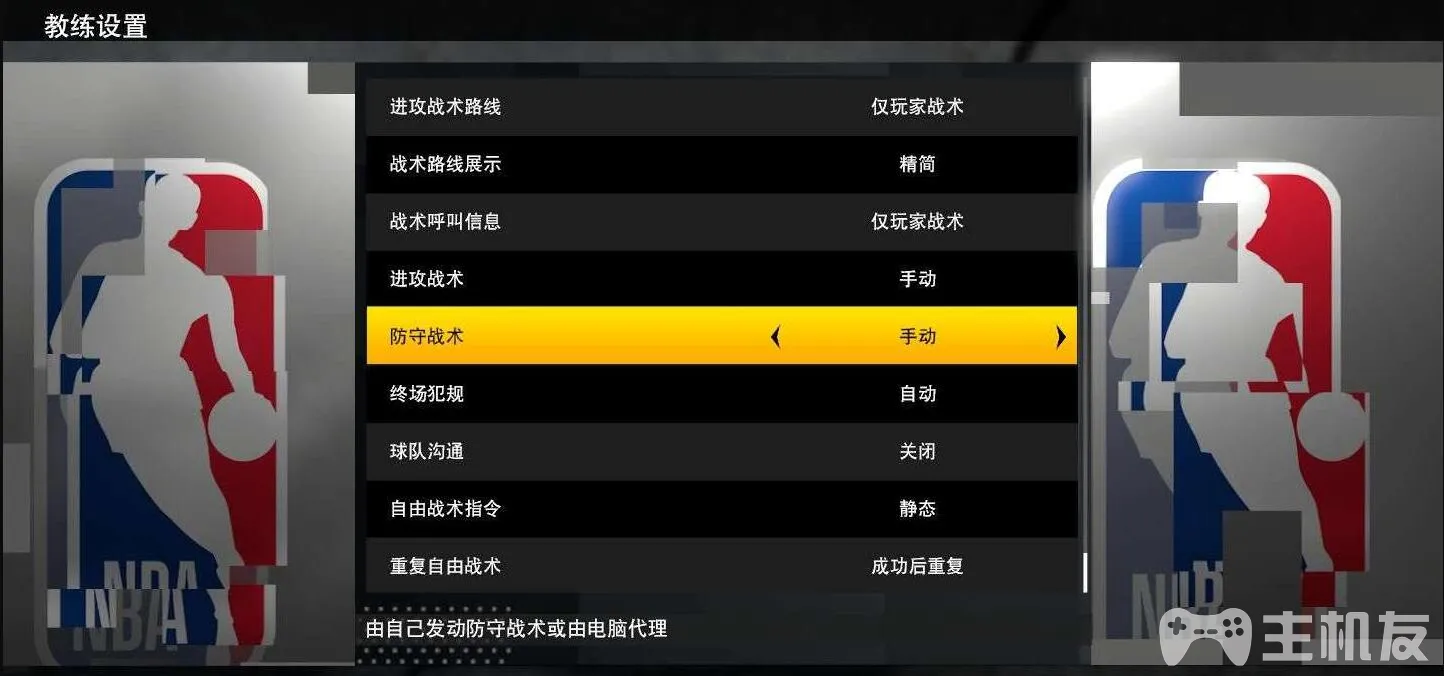 教练设置
进攻战术路线 仅玩家战术
战术路线展示 精简
战术呼叫信息 仅玩家战术
进攻战术 手动
防守战术 手动
终场犯规 自动
球队沟通 关闭
自由战术指令 静态
重复自由战术 成功后重复
由自己发动防守战术或由电脑代理
NBA
NBA
主机友